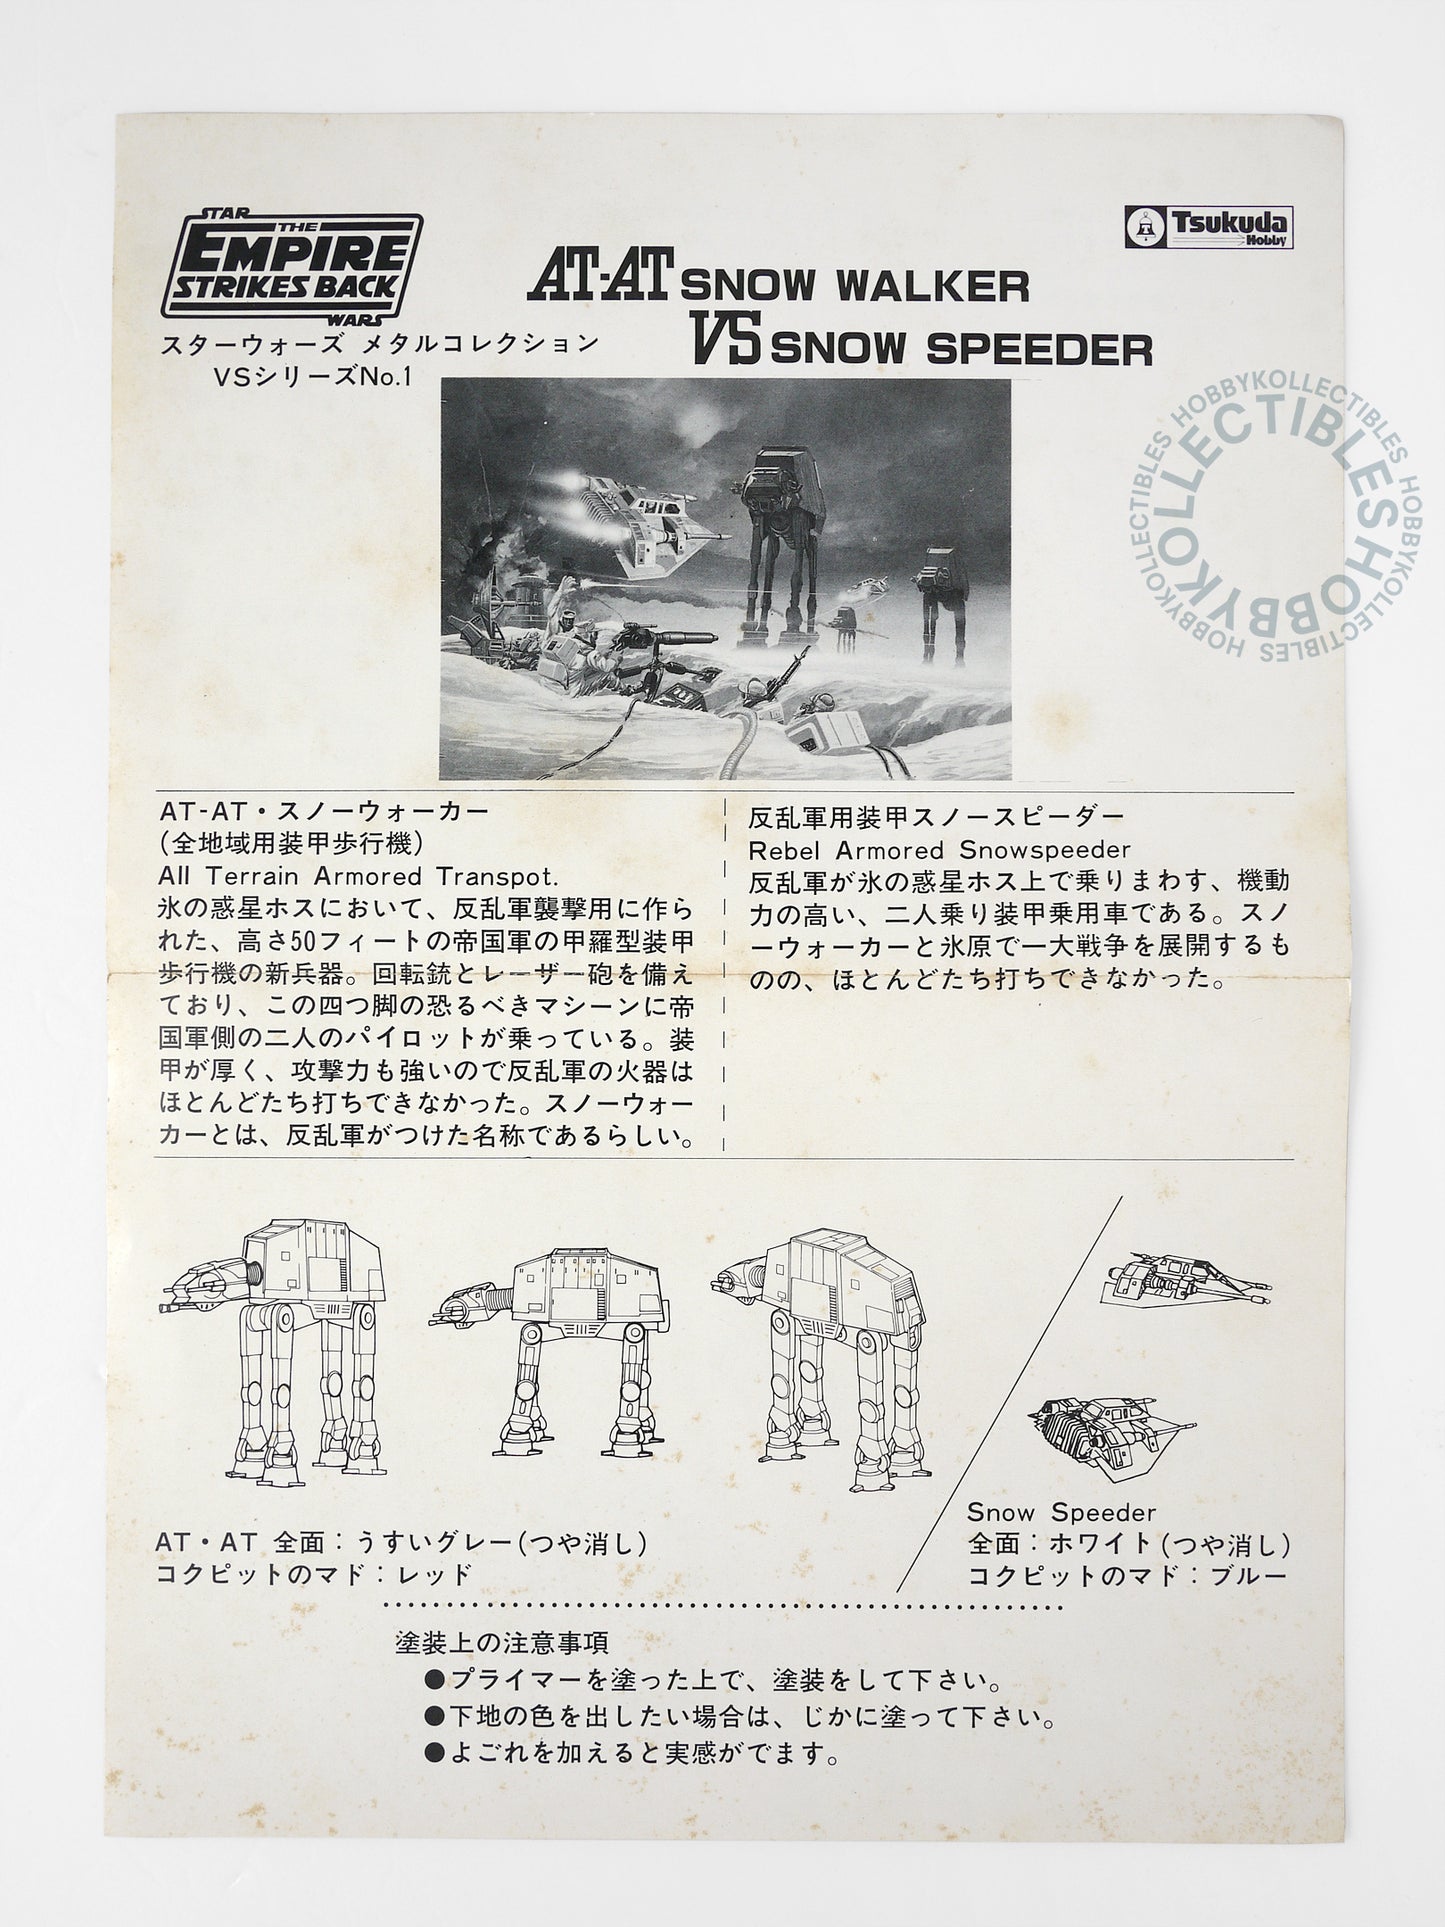 STAR
THE
EMPIRE
STRIKES BACK
WARS
Tsukuda
Hobby
AT-AT SNOW WALKER
VS SNOW SPEEDER
スターウォーズ メタルコレクション
VSシリーズNo.1
HOBBYKOLLECTIBLES HOBBYKOLLECTIBLES HOBBYKOLLECTIBLES
HOBBYKOLLECTIBLES
AT-AT・スノーウォーカー
(全地域用装甲歩行機)
All Terrain Armored Transpot.
氷の惑星ホスにおいて、反乱軍襲撃用に作ら
れた、高さ50フィートの帝国軍の甲羅型装甲
歩行機の新兵器。回転銃とレーザー砲を備え
ており、この四つ脚の恐るべきマシーンに帝
国軍側の二人のパイロットが乗っている。装
甲が厚く、攻撃力も強いので反乱軍の火器は
ほとんどたち打ちできなかった。スノーウォー
カーとは、反乱軍がつけた名称であるらしい。
反乱軍用装甲スノースピーダー
Rebel Armored Snowspeeder
反乱軍が氷の惑星ホス上で乗りまわす、機動
力の高い、二人乗り装甲乗用車である。スノ
ーウォーカーと氷原で一大戦争を展開するも
のの、ほとんどたち打ちできなかった。
AT・AT 全面：うすいグレー(つや消し)
コクピットのマド：レッド
Snow Speeder
全面：ホワイト(つや消し)
コクピットのマド：ブルー
塗装上の注意事項
●プライマーを塗った上で、塗装をして下さい。
●下地の色を出したい場合は、じかに塗って下さい。
●よごれを加えると実感がでます。